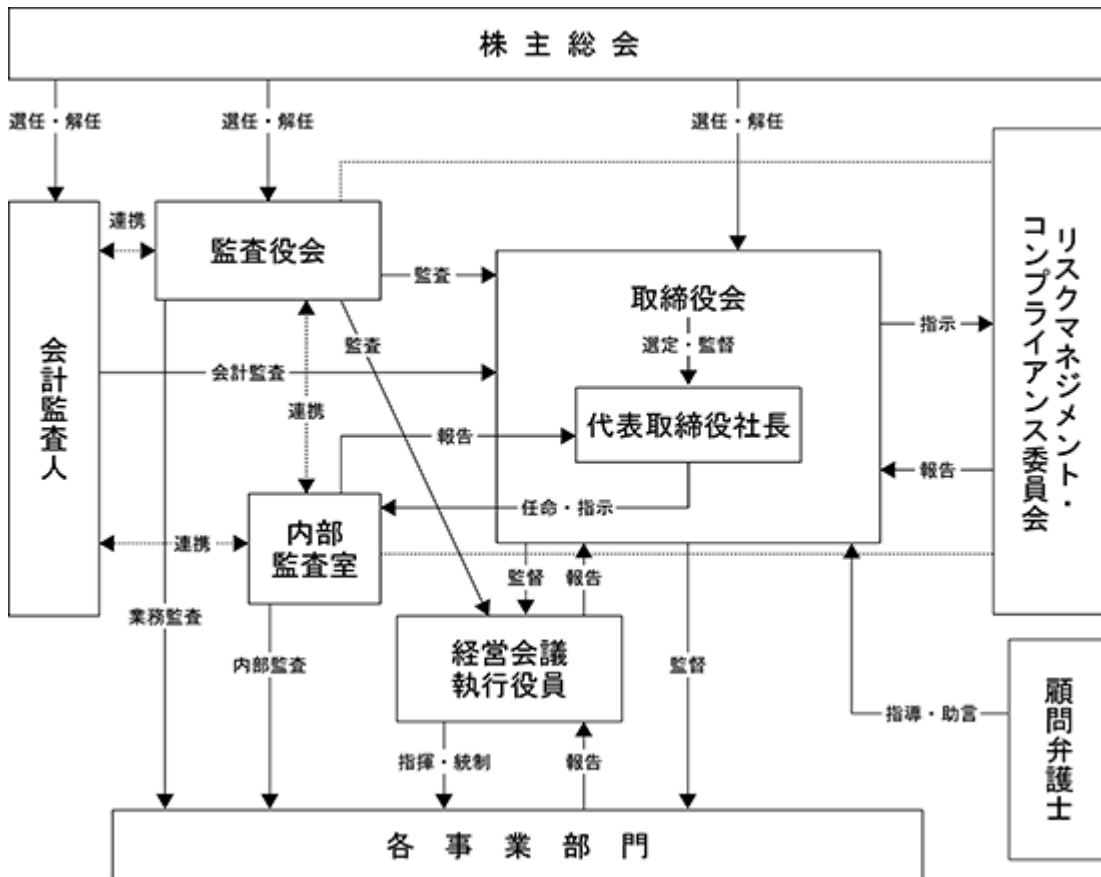 株主総会
選任・解任
選任・解任
選任・解任
連携
監査役会
監査
取締役会
選定・監督
指示
リスクマネジメント・
コンプライアンス委員会
監査
会計監査人
会計監査
代表取締役社長
連携
報告
報告
任命・指示
内部
監査室
連携
監督
報告
業務監査
内部監査
経営会議
執行役員
監督
顧問弁護士
指導・助言
指揮・統制
報告
各事業部門